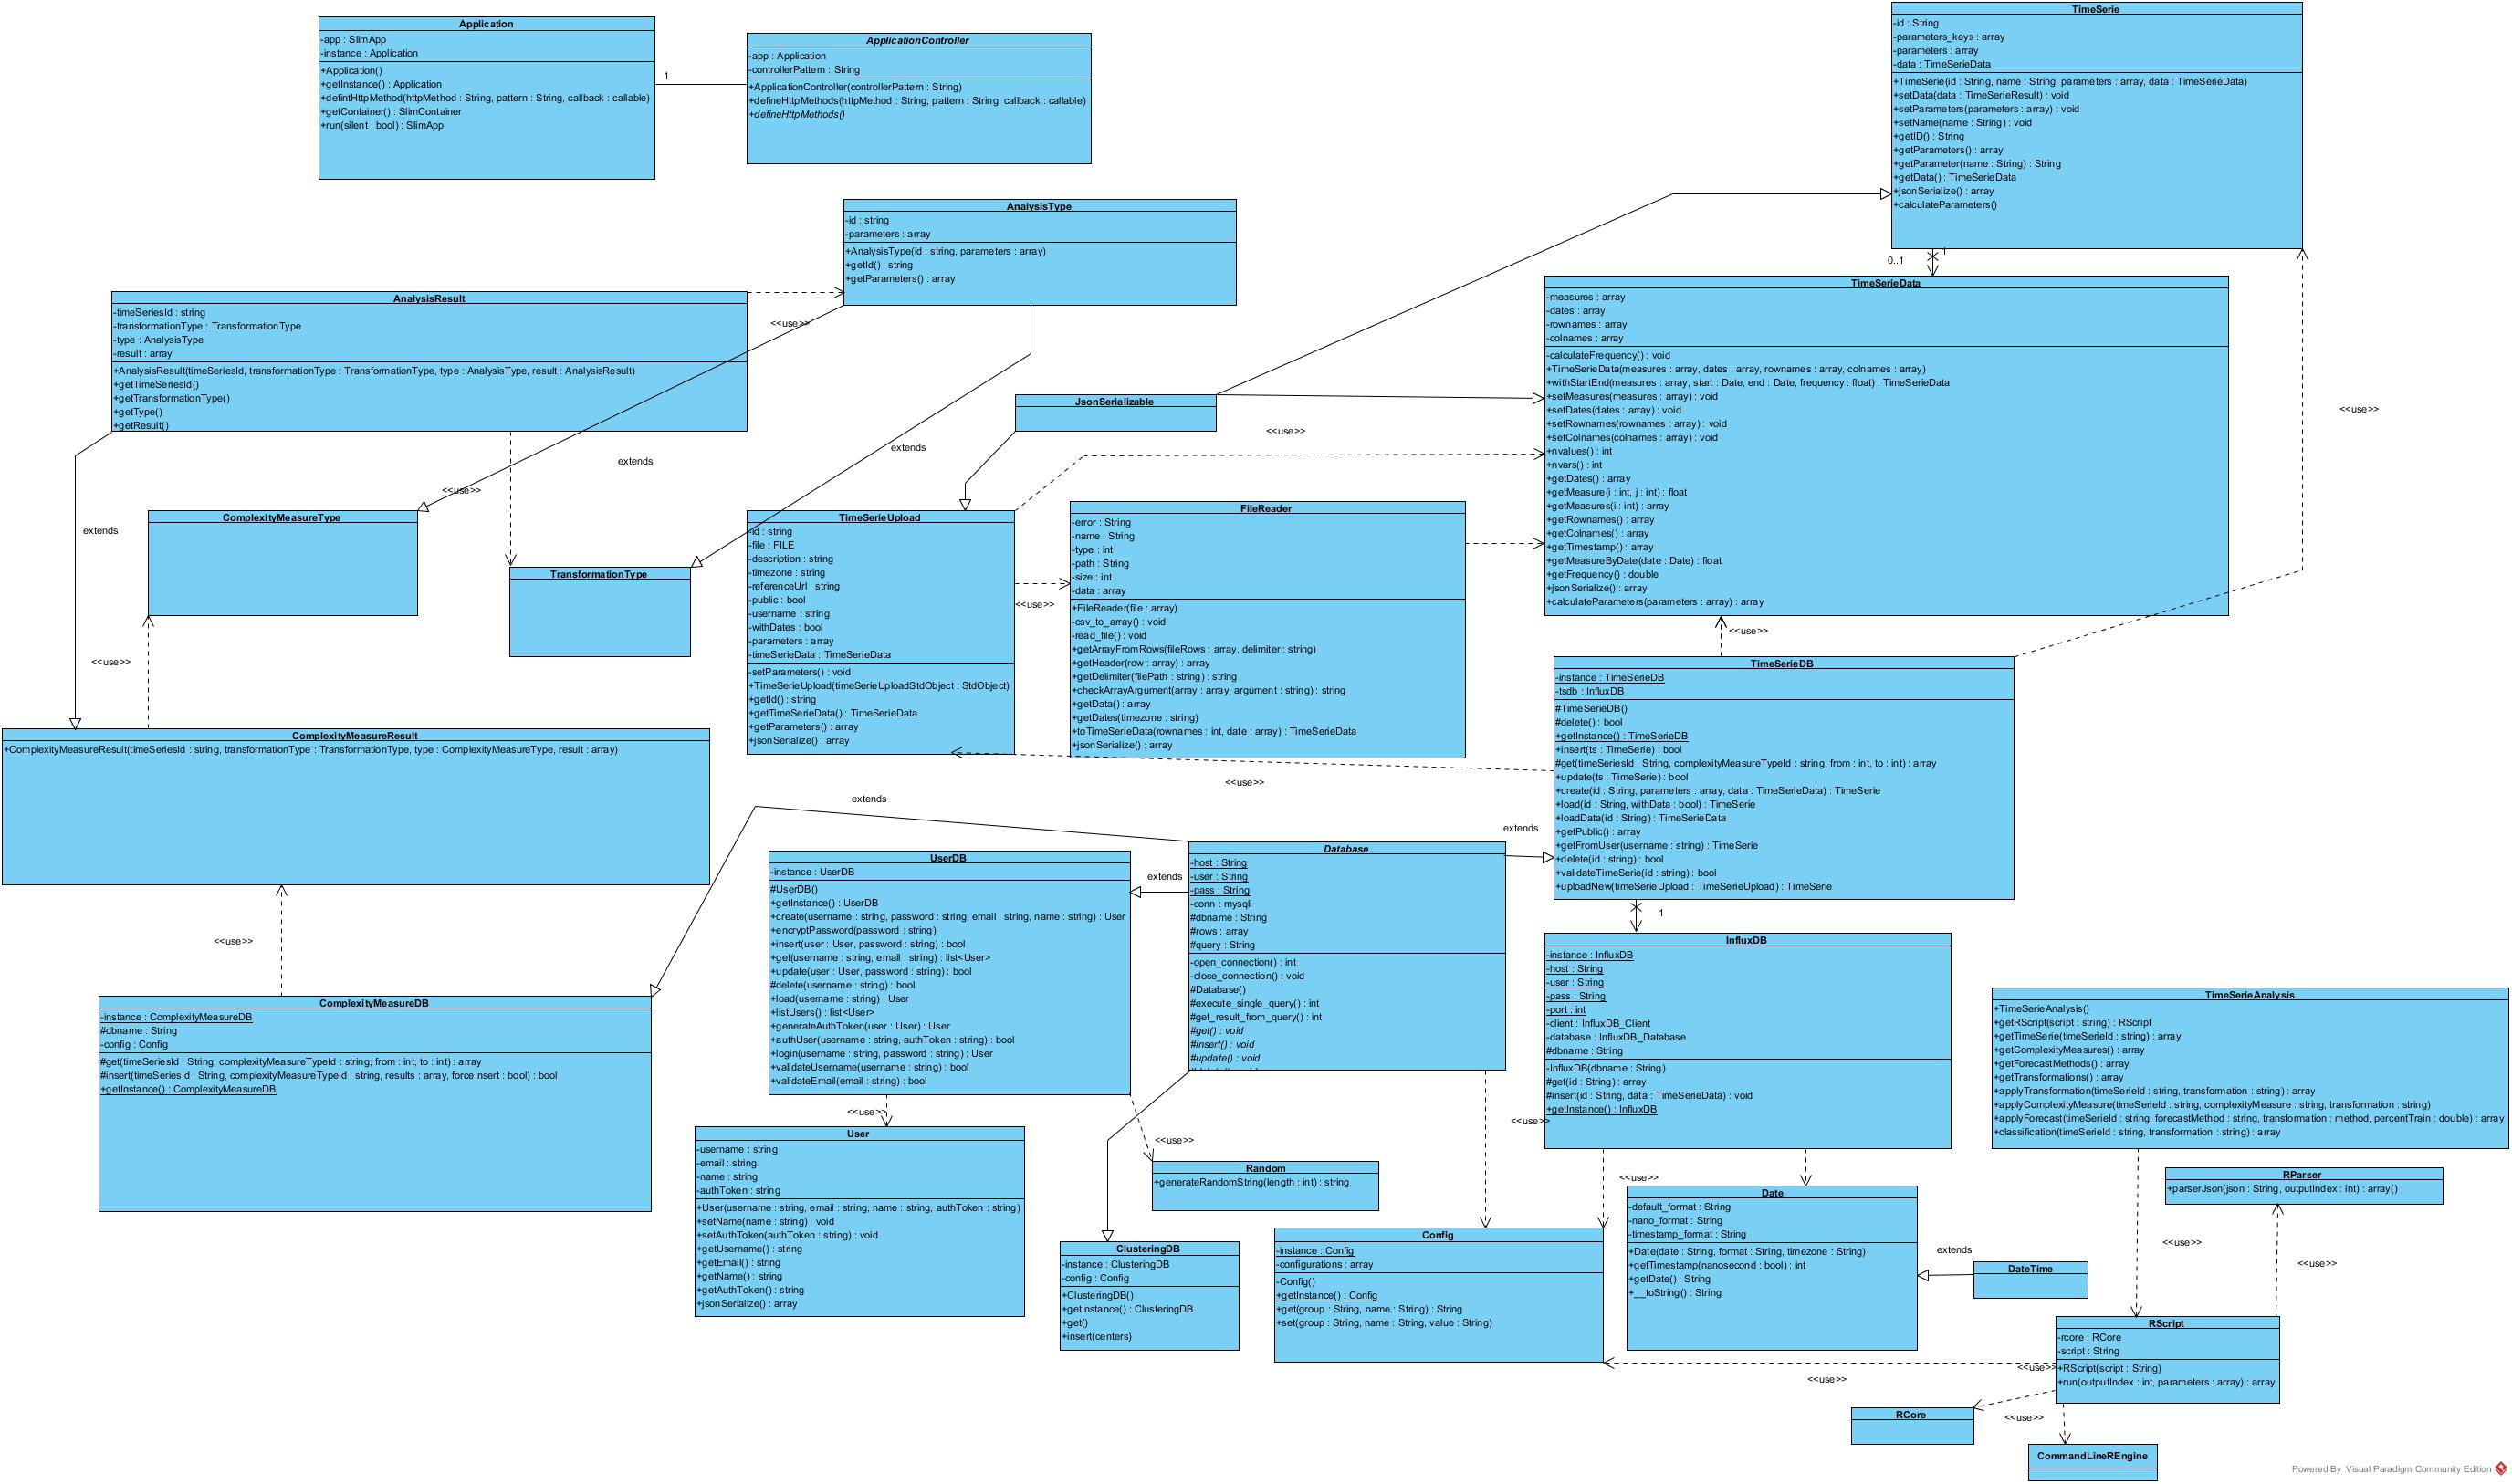 Application
-app : SlimApp
-instance : Application
+Application()
+getInstance() : Application
+defintHttpMethod(httpMethod : String, pattern : String, callback : callable)
+getContainer() : SlimContainer
+run(silent : bool) : SlimApp
1
ApplicationController
-app : Application
-controllerPattern : String
+ApplicationController(controllerPattern : String)
+defineHttpMethods(httpMethod : String, pattern : String, callback : callable)
+defineHttpMethods()
TimeSerie
-id : String
-parameters_keys : array
-parameters : array
-data : TimeSerieData
+TimeSerie(id : String, name : String, parameters : array, data : TimeSerieData)
+setData(data : TimeSerieResult) : void
+setParameters(parameters : array) : void
+setName(name : String) : void
+getID() : String
+getParameters() : array
+getParameter(name : String) : String
+getData() : TimeSerieData
+jsonSerialize() : array
+calculateParameters()
0..1
1
AnalysisType
-id : string
-parameters : array
+AnalysisType(id : string, parameters : array)
+getId() : string
+getParameters() : array
AnalysisResult
-timeSeriesId : string
-transformationType : TransformationType
-type : AnalysisType
-result : array
+AnalysisResult(timeSeriesId, transformationType : TransformationType, type : AnalysisType, result : AnalysisResult)
+getTimeSeriesId()
+getTransformationType()
+getType()
+getResult()
<<use>>
extends
extends
<<use>>
extends
TimeSerieData
-measures : array
-dates : array
-rownames : array
-colnames : array
-calculateFrequency() : void
+TimeSerieData(measures : array, dates : array, rownames : array, colnames : array)
+withStartEnd(measures : array, start : Date, end : Date, frequency : float) : TimeSerieData
+setMeasures(measures : array) : void
+setDates(dates : array) : void
+setRownames(rownames : array) : void
+setColnames(colnames : array) : void
+nvalues() : int
+nvars() : int
+getDates() : array
+getMeasure(i : int, j : int) : float
+getMeasures(i : int) : array
+getRownames() : array
+getColnames() : array
+getTimestamp() : array
+getMeasureByDate(date : Date) : float
+getFrequency() : double
+jsonSerialize() : array
+calculateParameters(parameters : array) : array
<<use>>
JsonSerializable
<<use>>
ComplexityMeasureType
TransformationType
<<use>>
TimeSerieUpload
-id : string
-file : FILE
-description : string
-timezone : string
-referenceUrl : string
-public : bool
-username : string
-withDates : bool
-parameters : array
-timeSerieData : TimeSerieData
-setParameters() : void
+TimeSerieUpload(timeSerieUploadStdObject : StdObject)
+getId() : string
+getTimeSerieData() : TimeSerieData
+getParameters() : array
+jsonSerialize() : array
<<use>>
FileReader
-error : String
-name : String
-type : int
-path : String
-size : int
-data : array
+FileReader(file : array)
-csv_to_array() : void
-read_file() : void
+getArrayFromRows(fileRows : array, delimiter : string)
+getHeader(row : array) : array
+getDelimiter(filePath : string) : string
+checkArrayArgument(array : array, argument : string) : string
+getData() : array
+getDates(timezone : string)
+toTimeSerieData(rownames : int, date : array) : TimeSerieData
+jsonSerialize() : array
<<use>>
<<use>>
TimeSerieDB
-instance : TimeSerieDB
-tsdb : InfluxDB
#TimeSerieDB()
#delete() : bool
+getInstance() : TimeSerieDB
+insert(ts : TimeSerie) : bool
#get(timeSeriesId : String, complexityMeasureTypeId : string, from : int, to : int) : array
+update(ts : TimeSerie) : bool
+create(id : String, parameters : array, data : TimeSerieData) : TimeSerie
+load(id : String, withData : bool) : TimeSerie
+loadData(id : String) : TimeSerieData
+getPublic() : array
+getFromUser(username : string) : TimeSerie
+delete(id : string) : bool
+validateTimeSerie(id : string) : bool
+uploadNew(timeSerieUpload : TimeSerieUpload) : TimeSerie
1
ComplexityMeasureResult
+ComplexityMeasureResult(timeSeriesId : string, transformationType : TransformationType, type : ComplexityMeasureType, result : array)
<<use>>
extends
extends
extends
UserDB
-instance : UserDB
#UserDB()
+getInstance() : UserDB
+create(username : string, password : string, email : string, name : string) : User
+encryptPassword(password : string)
+insert(user : User, password : string) : bool
+get(username : string, email : string) : list<User>
+update(user : User, password : string) : bool
#delete(username : string) : bool
+load(username : string) : User
+listUsers() : list<User>
+generateAuthToken(user : User) : User
+authUser(username : string, authToken : string) : bool
+login(username : string, password : string) : User
+validateUsername(username : string) : bool
+validateEmail(email : string) : bool
Database
-host : String
-user : String
-pass : String
-conn : mysqli
#dbname : String
#rows : array
#query : String
-open_connection() : int
-close_connection() : void
#Database()
#execute_single_query() : int
#get_result_from_query() : int
#get() : void
#insert() : void
#update() : void
InfluxDB
-instance : InfluxDB
-host : String
-user : String
-pass : String
-port : int
-client : InfluxDB_Client
-database : InfluxDB_Database
#dbname : String
-InfluxDB(dbname : String)
#get(id : String) : array
#insert(id : String, data : TimeSerieData) : void
+getInstance() : InfluxDB
TimeSerieAnalysis
+TimeSerieAnalysis()
+getRScript(script : string) : RScript
+getTimeSerie(timeSerieId : string) : array
+getComplexityMeasures() : array
+getForecastMethods() : array
+getTransformations() : array
+applyTransformation(timeSerieId : string, transformation : string) : array
+applyComplexityMeasure(timeSerieId : string, complexityMeasure : string, transformation : string)
+applyForecast(timeSerieId : string, forecastMethod : string, transformation : method, percentTrain : double) : array
+classification(timeSerieId : string, transformation : string) : array
ComplexityMeasureDB
-instance : ComplexityMeasureDB
#dbname : String
-config : Config
#get(timeSeriesId : String, complexityMeasureTypeId : string, from : int, to : int) : array
#insert(timeSeriesId : String, complexityMeasureTypeId : string, results : array, forceInsert : bool) : bool
+getInstance() : ComplexityMeasureDB
<<use>>
<<use>>
<<use>>
<<use>>
User
-username : string
-email : string
-name : string
-authToken : string
+User(username : string, email : string, name : string, authToken : string)
+setName(name : string) : void
+setAuthToken(authToken : string) : void
+getUsername() : string
+getEmail() : string
+getName() : string
+getAuthToken() : string
+jsonSerialize() : array
Random
+generateRandomString(length : int) : string
ClusteringDB
-instance : ClusteringDB
-config : Config
+ClusteringDB()
+getInstance() : ClusteringDB
+get()
+insert(centers)
Config
-instance : Config
-configurations : array
-Config()
+getInstance() : Config
+get(group : String, name : String) : String
+set(group : String, name : String, value : String)
Date
-default_format : String
-nano_format : String
-timestamp_format : String
+Date(date : String, format : String, timezone : String)
+getTimestamp(nanosecond : bool) : int
+getDate() : String
+__toString() : String
extends
DateTime
RParser
+parserJson(json : String, outputIndex : int) : array()
<<use>>
<<use>>
RScript
-rcore : RCore
-script : String
+RScript(script : String)
+run(outputIndex : int, parameters : array) : array
<<use>>
<<use>>
<<use>>
RCore
CommandLineREngine
Powered By Visual Paradigm Community Edition